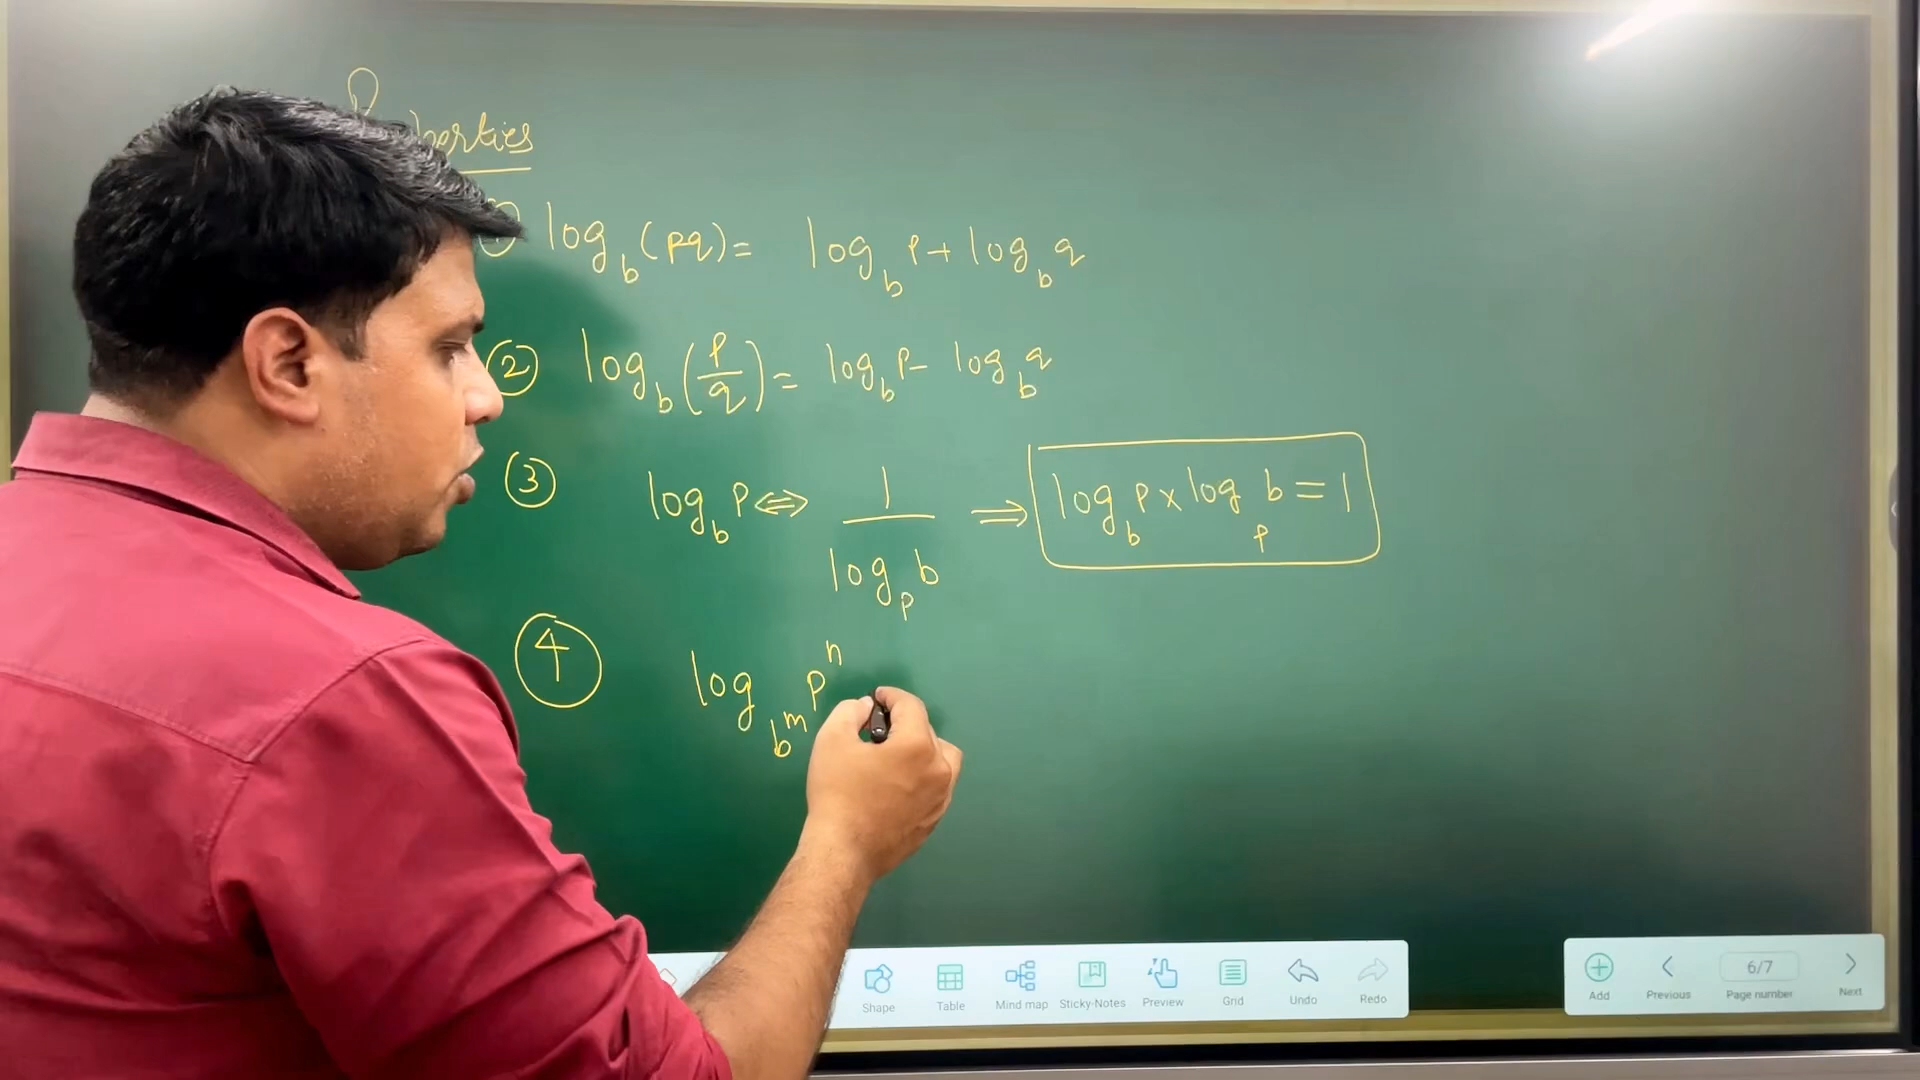 perties
① log_b (pq) = log_b p + log_b q
② log_b (p/q) = log_b p - log_b q
③ log_b p ⇔ 1/log_p b ⇒ log_b p × log_p b = 1
④ log_{b^m} p^n
Shape Table Mind map Sticky-Notes Preview Grid Undo Redo
Add Previous 6/7 Page number Next